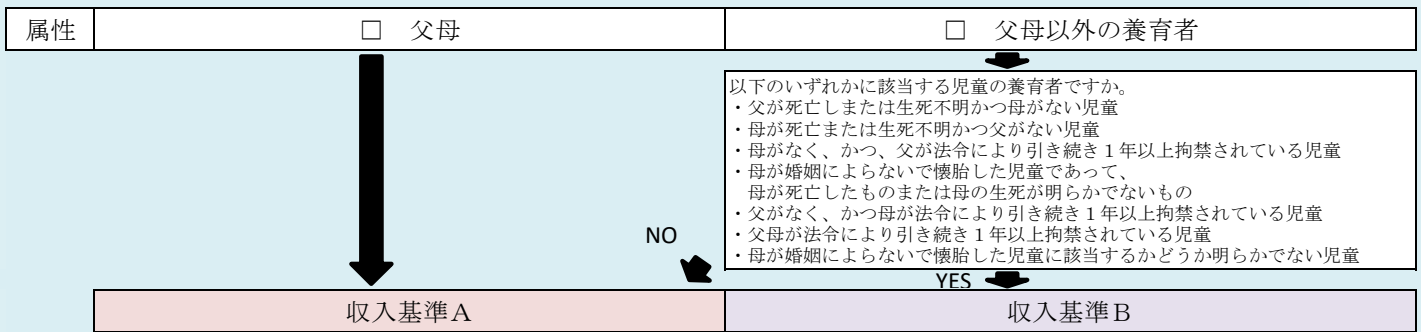 属性
□ 父母
□ 父母以外の養育者
以下のいずれかに該当する児童の養育者ですか。
・父が死亡しまたは生死不明かつ母がない児童
・母が死亡または生死不明かつ父がない児童
・母がなく、かつ、父が法令により引き続き１年以上拘禁されている児童
・母が婚姻によらないで懐胎した児童であって、
母が死亡したものまたは母の生死が明らかでないもの
・父がなく、かつ母が法令により引き続き１年以上拘禁されている児童
・父母が法令により引き続き１年以上拘禁されている児童
・母が婚姻によらないで懐胎した児童に該当するかどうか明らかでない児童
NO
YES
収入基準Ａ
収入基準Ｂ